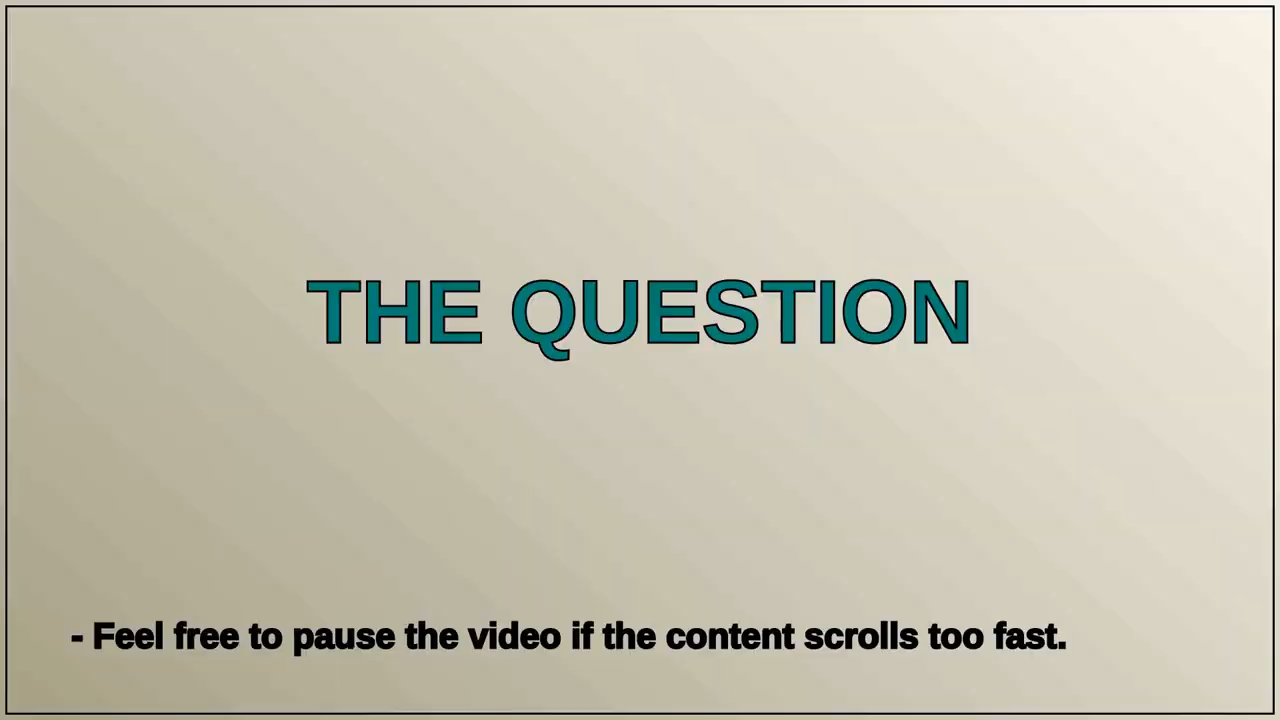 THE QUESTION
- Feel free to pause the video if the content scrolls too fast.